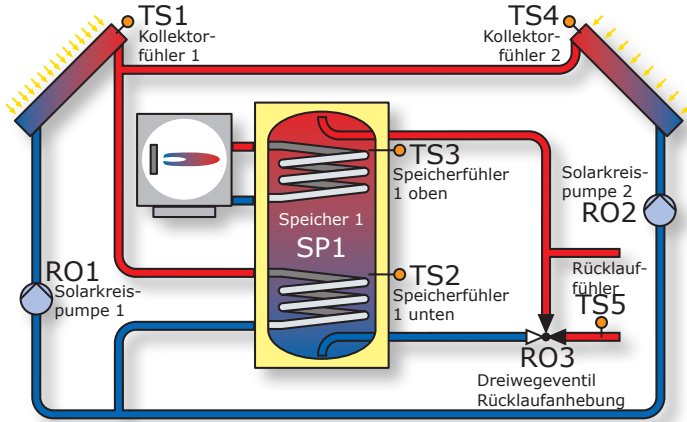 TS1
Kollektor-
fühler 1
TS4
Kollektor-
fühler 2
TS3
Speicherfühler
1 oben
Solarkreis-
pumpe 2
RO2
Speicher 1
SP1
RO1
Solarkreis-
pumpe 1
TS2
Speicherfühler
1 unten
Rücklauf-
fühler
TS5
RO3
Dreiwegeventil
Rücklaufanhebung